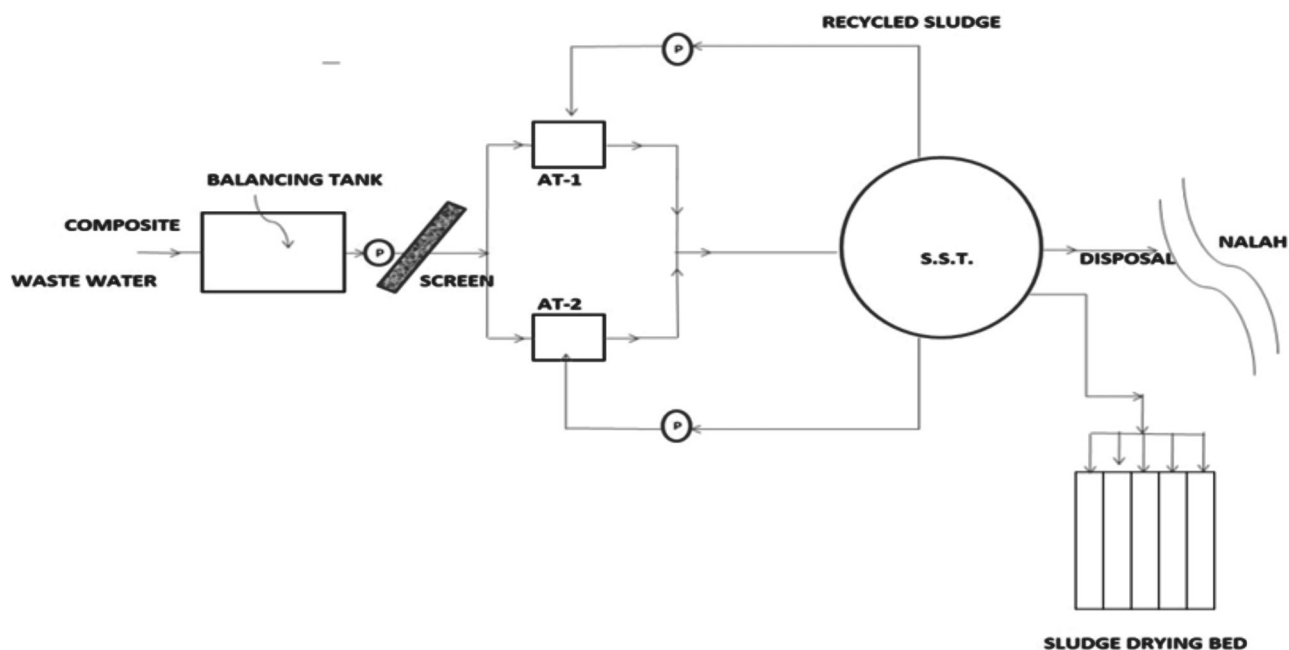 RECYCLED SLUDGE
P
AT-1
BALANCING TANK
COMPOSITE
WASTE WATER
P
SCREEN
AT-2
S.S.T.
NALAH
DISPOSAL
P
SLUDGE DRYING BED